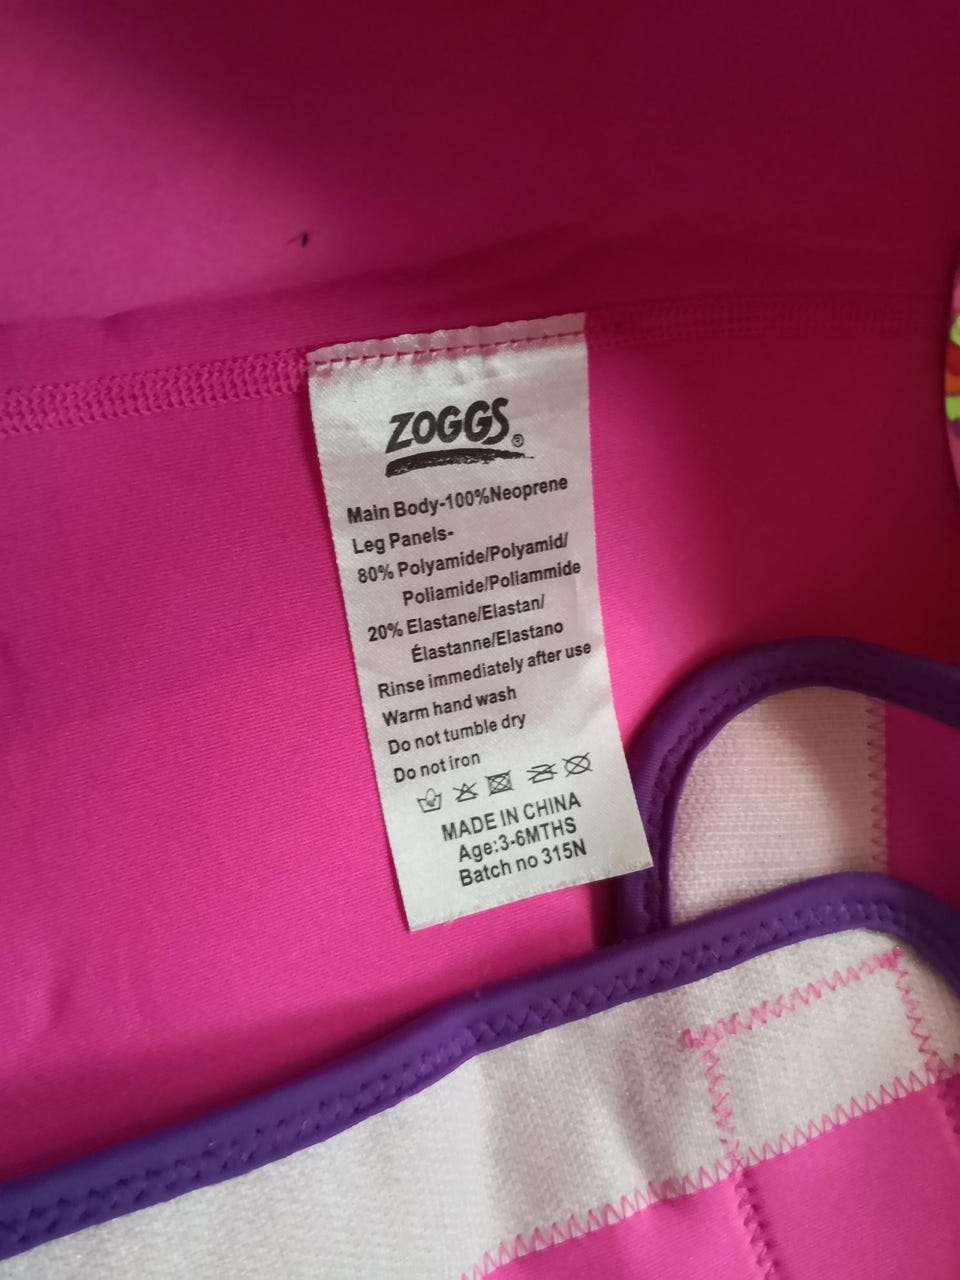 ZOGGS®
Main Body-100%Neoprene
Leg Panels-
80% Polyamide/Polyamid/
Poliamide/Poliammide
20% Elastane/Elastan/
Élastanne/Elastano
Rinse immediately after use
Warm hand wash
Do not tumble dry
Do not iron
MADE IN CHINA
Age:3-6MTHS
Batch no 315N